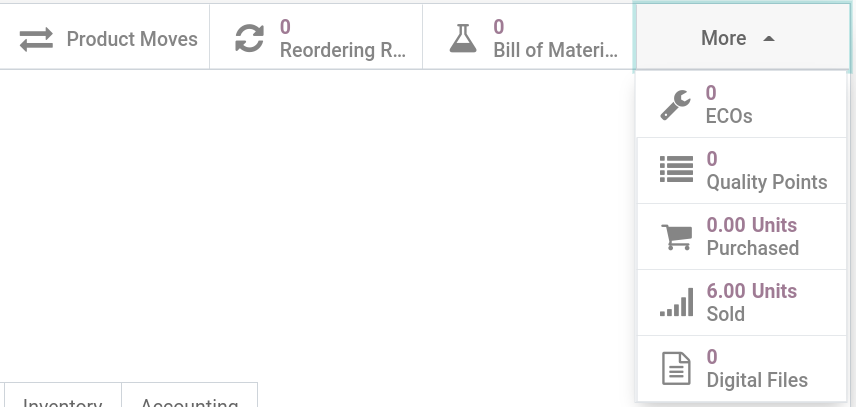 Product Moves
0
Reordering R...
0
Bill of Materi...
More
0
ECOs
0
Quality Points
0.00 Units
Purchased
6.00 Units
Sold
0
Digital Files
Inventory
Accounting